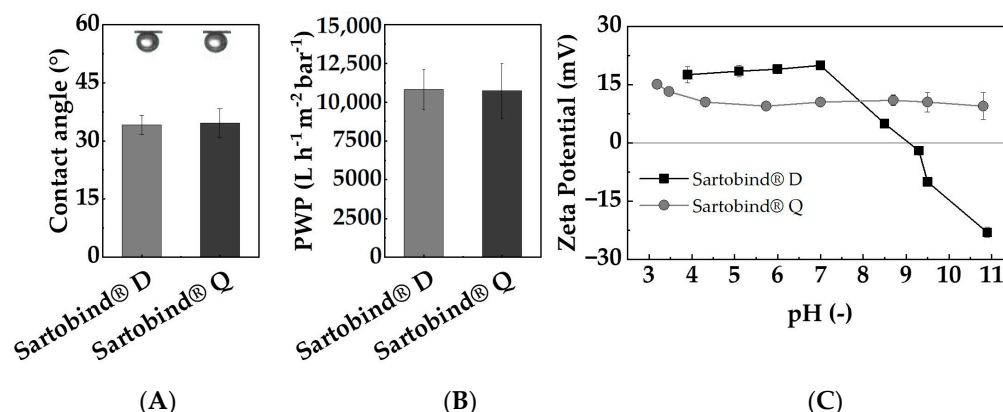 Contact angle (°)
60
45
30
15
0
Sartobind® D
Sartobind® Q
(A)
PWP (L h⁻¹ m⁻² bar⁻¹)
15,000
12,500
10,000
7500
5000
2500
0
Sartobind® D
Sartobind® Q
(B)
Zeta Potential (mV)
30
15
0
−15
−30
Sartobind® D
Sartobind® Q
3 4 5 6 7 8 9 10 11
pH (-)
(C)